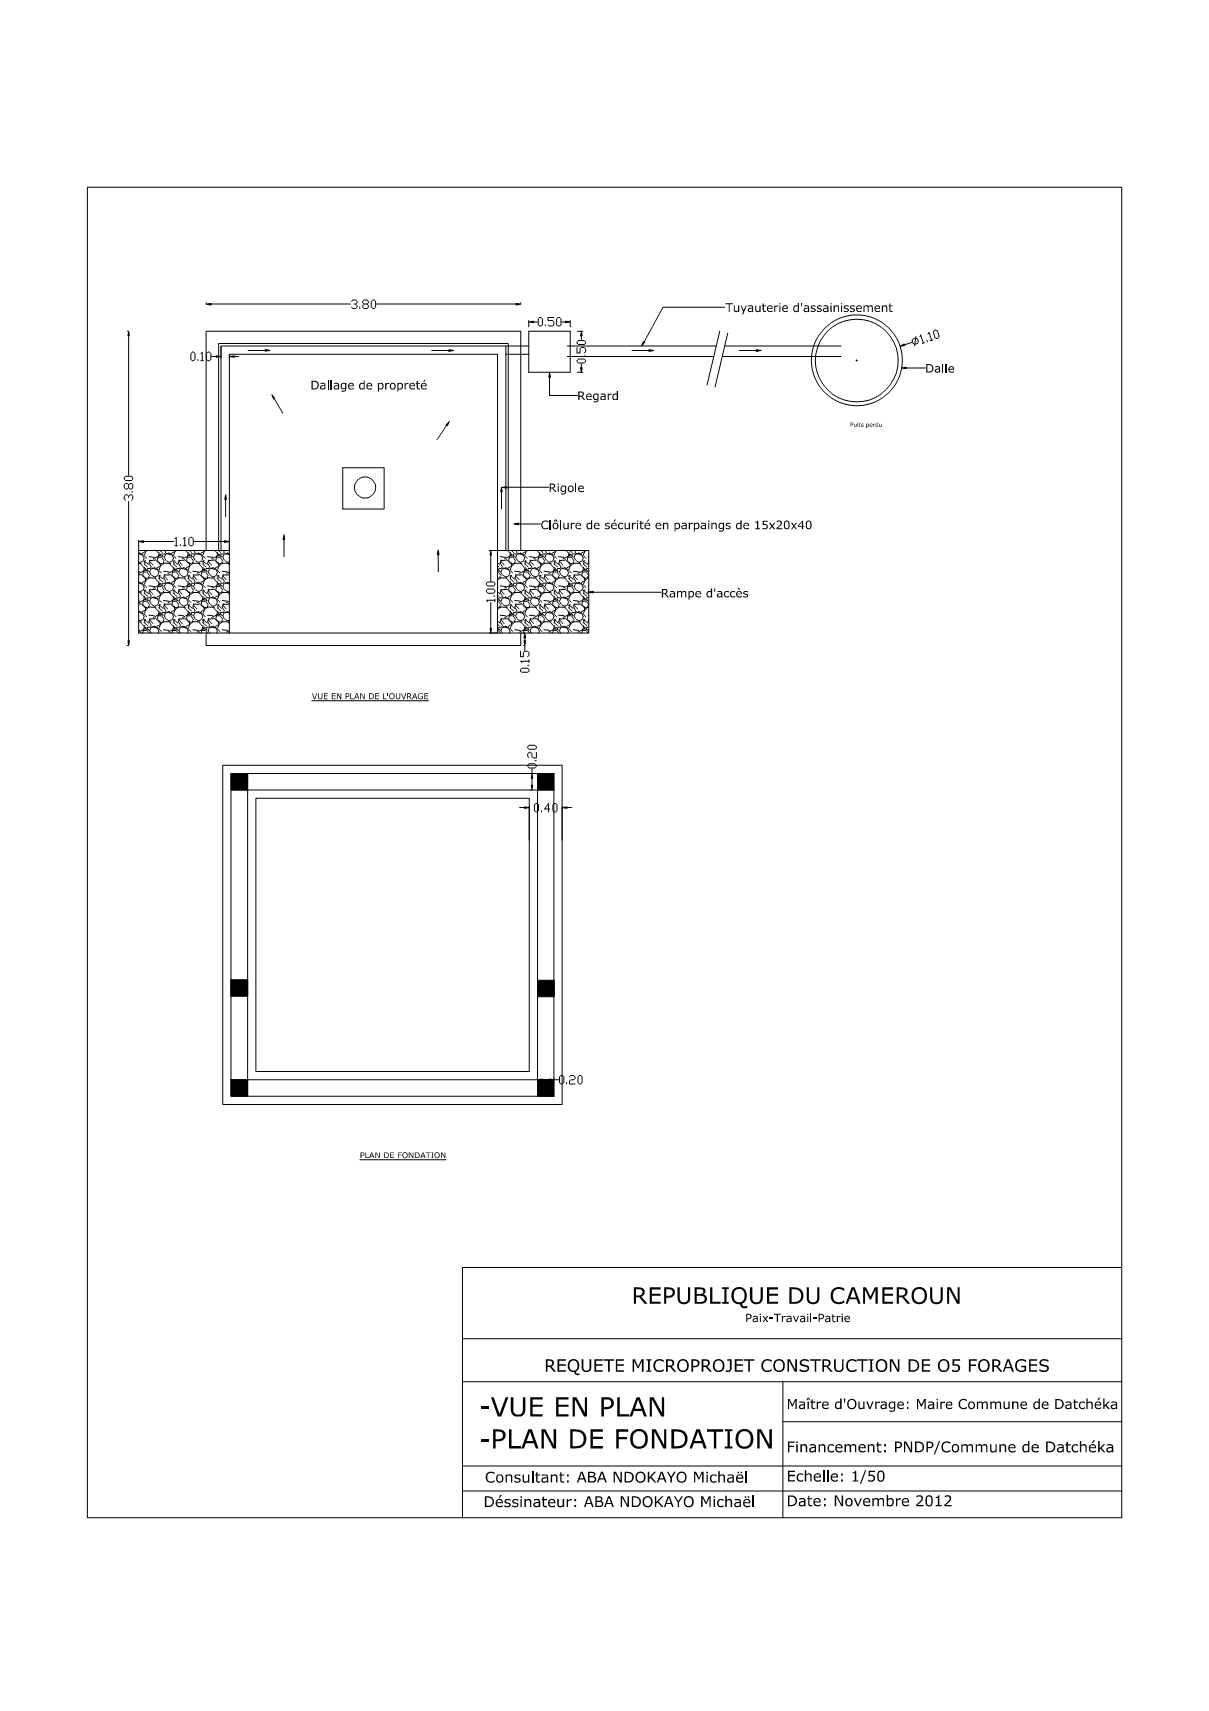 3.80
Tuyauterie d'assainissement
0.50
0.50
ø1.10
0.10
Dalle
Dallage de propreté
Regard
Puits perdu
3.80
Rigole
Clôlure de sécurité en parpaings de 15x20x40
1.10
1.00
Rampe d'accès
0.15
VUE EN PLAN DE L'OUVRAGE
0.20
0.40
0.20
PLAN DE FONDATION
REPUBLIQUE DU CAMEROUN
Paix-Travail-Patrie
REQUETE MICROPROJET CONSTRUCTION DE O5 FORAGES
-VUE EN PLAN
-PLAN DE FONDATION
Maître d'Ouvrage: Maire Commune de Datchéka
Financement: PNDP/Commune de Datchéka
Consultant: ABA NDOKAYO Michaël
Echelle: 1/50
Déssinateur: ABA NDOKAYO Michaël
Date: Novembre 2012